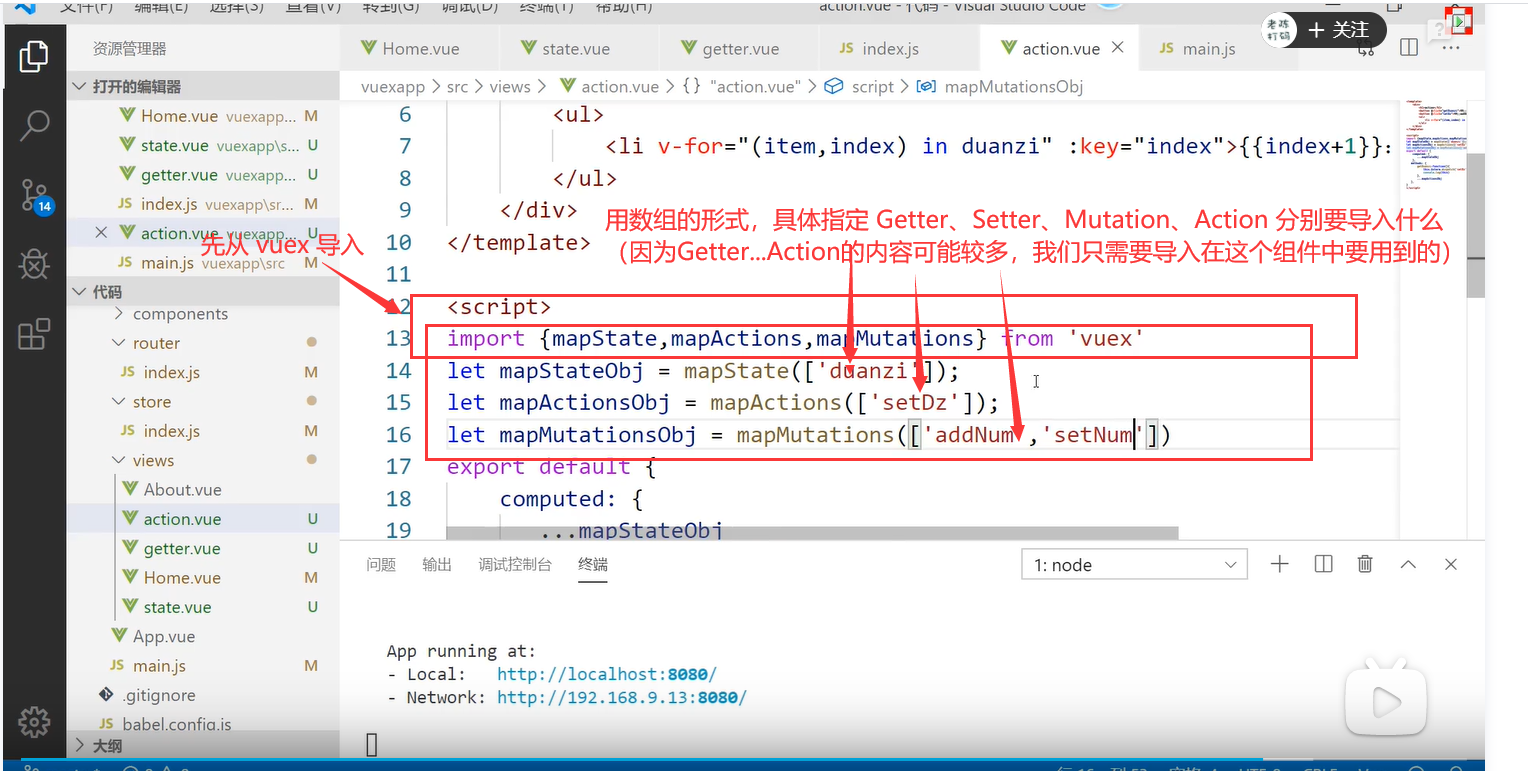 文件(F) 编辑(E) 选择(S) 查看(V) 转到(G) 调试(D) 终端(T) 帮助(H) action.vue - 代码 - Visual Studio Code
老陈打码 + 关注
资源管理器
Home.vue state.vue getter.vue JS index.js action.vue JS main.js
打开的编辑器
vuexapp > src > views > action.vue > {} "action.vue" > script > mapMutationsObj
Home.vue vuexapp... M
state.vue vuexapp\s... U
getter.vue vuexapp... U
JS index.js vuexapp\sr... M
action.vue vuexapp... U
JS main.js vuexapp\src M
代码
components
router
JS index.js M
store
JS index.js M
views
About.vue
action.vue U
getter.vue U
Home.vue M
state.vue U
App.vue
JS main.js M
.gitignore
JS babel.config.js
大纲
14
6 <ul>
7 <li v-for="(item,index) in duanzi" :key="index">{{index+1}}:
8 </ul>
9 </div>
10 </template>
11
12 <script>
13 import {mapState,mapActions,mapMutations} from 'vuex'
14 let mapStateObj = mapState(['duanzi']);
15 let mapActionsObj = mapActions(['setDz']);
16 let mapMutationsObj = mapMutations(['addNum','setNum'])
17 export default {
18 computed: {
19 ...mapStateObj
先从 vuex 导入
用数组的形式，具体指定 Getter、Setter、Mutation、Action 分别要导入什么
（因为Getter...Action的内容可能较多，我们只需要导入在这个组件中要用到的）
问题 输出 调试控制台 终端 1: node
App running at:
- Local: http://localhost:8080/
- Network: http://192.168.9.13:8080/